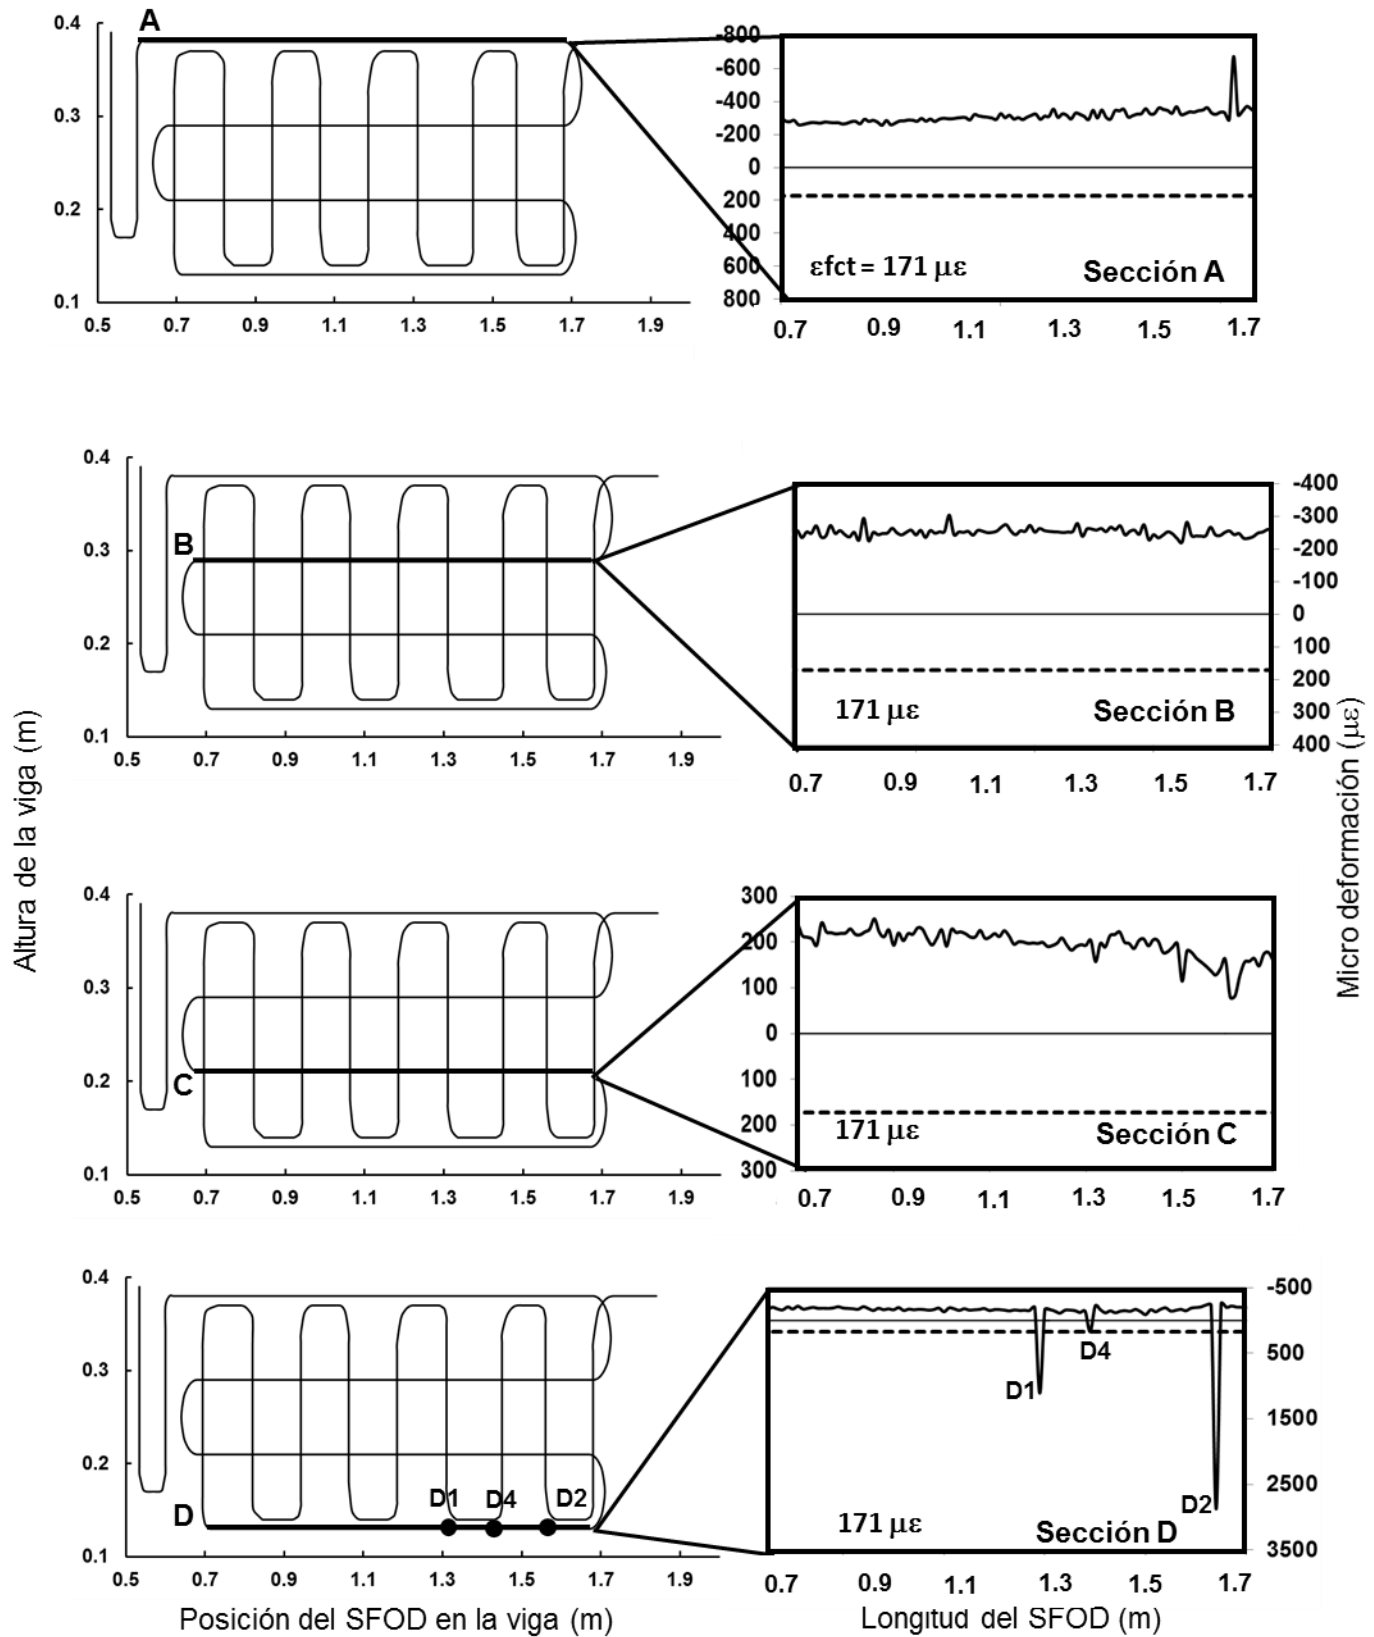 A
0.4
0.3
0.2
0.1
0.5 0.7 0.9 1.1 1.3 1.5 1.7 1.9
-800
-600
-400
-200
0
200
400
600
800
εfct = 171 με
Sección A
0.7 0.9 1.1 1.3 1.5 1.7
B
0.4
0.3
0.2
0.1
0.5 0.7 0.9 1.1 1.3 1.5 1.7 1.9
-400
-300
-200
-100
0
100
200
300
400
171 με
Sección B
0.7 0.9 1.1 1.3 1.5 1.7
Altura de la viga (m)
Micro deformación (με)
0.4
0.3
0.2
0.1
C
0.5 0.7 0.9 1.1 1.3 1.5 1.7 1.9
300
200
100
0
100
200
300
171 με
Sección C
0.7 0.9 1.1 1.3 1.5 1.7
0.4
0.3
0.2
0.1
D
D1 D4 D2
0.5 0.7 0.9 1.1 1.3 1.5 1.7 1.9
-500
500
1500
2500
3500
D4
D1
D2
171 με
Sección D
0.7 0.9 1.1 1.3 1.5 1.7
Posición del SFOD en la viga (m)
Longitud del SFOD (m)